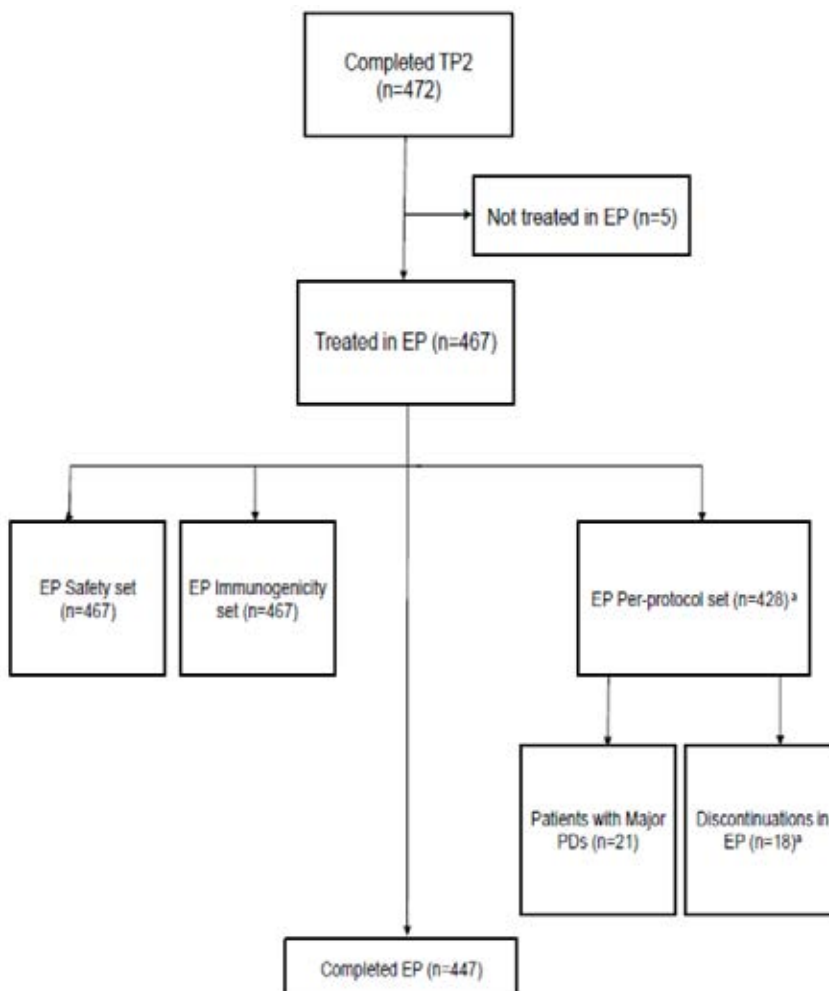 Completed TP2
(n=472)
Not treated in EP (n=5)
Treated in EP (n=467)
EP Safety set
(n=467)
EP Immunogenicity
set (n=467)
EP Per-protocol set (n=428) a
Patients with Major
PDs (n=21)
Discontinuations in
EP (n=18)a
Completed EP (n=447)